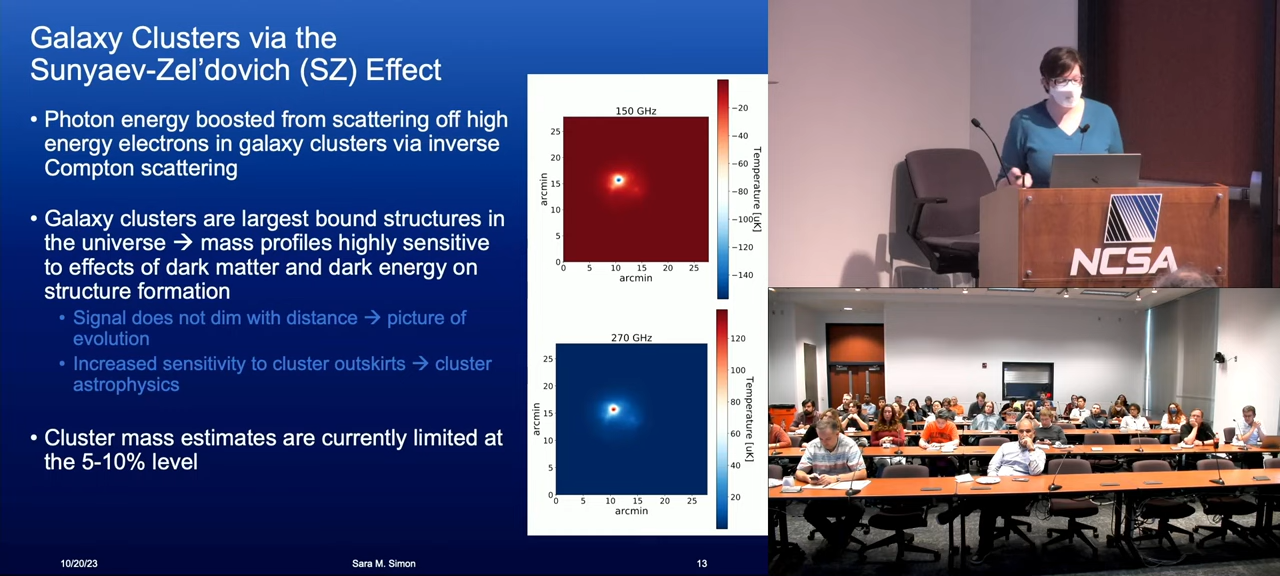 Galaxy Clusters via the
Sunyaev-Zel'dovich (SZ) Effect
• Photon energy boosted from scattering off high
energy electrons in galaxy clusters via inverse
Compton scattering
• Galaxy clusters are largest bound structures in
the universe → mass profiles highly sensitive
to effects of dark matter and dark energy on
structure formation
• Signal does not dim with distance → picture of
evolution
• Increased sensitivity to cluster outskirts → cluster
astrophysics
• Cluster mass estimates are currently limited at
the 5-10% level
150 GHz
25
20
15
10
5
0
arcmin
0 5 10 15 20 25
arcmin
−20
−40
−60
−80
−100
−120
−140
Temperature [uK]
270 GHz
25
20
15
10
5
0
arcmin
0 5 10 15 20 25
arcmin
120
100
80
60
40
20
Temperature [uK]
10/20/23
Sara M. Simon
13
NCSA